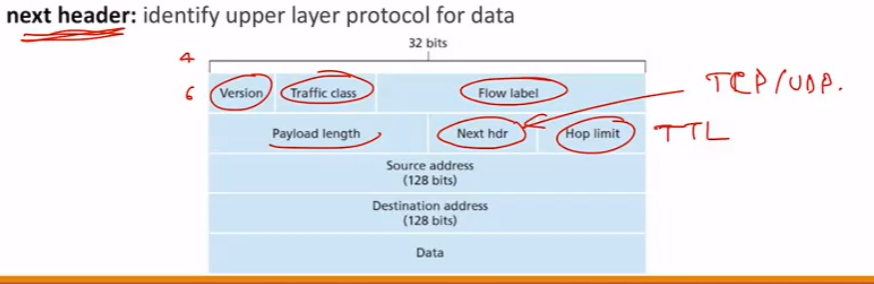 next header: identify upper layer protocol for data
32 bits
4
6 Version Traffic class Flow label TCP/UDP.
Payload length Next hdr Hop limit TTL
Source address
(128 bits)
Destination address
(128 bits)
Data